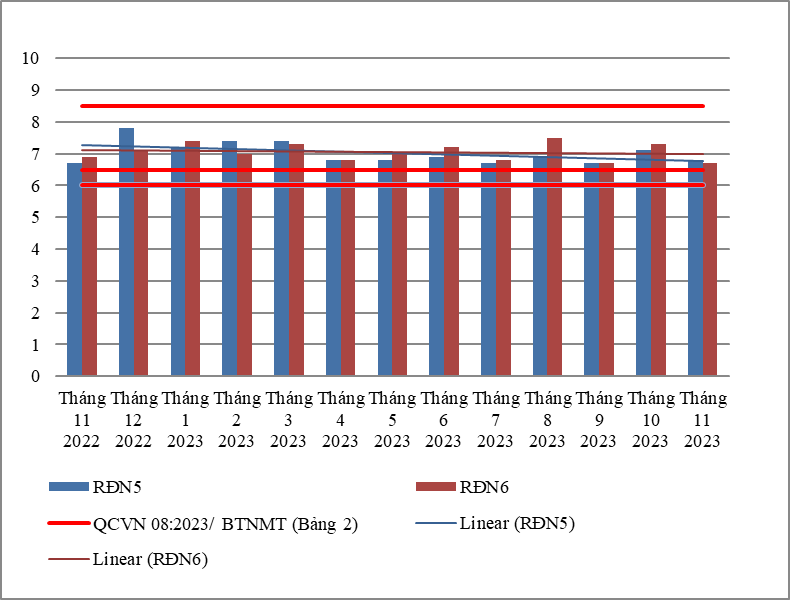 10
9
8
7
6
5
4
3
2
1
0
Tháng Tháng Tháng Tháng Tháng Tháng Tháng Tháng Tháng Tháng Tháng Tháng Tháng
11 12 1 2 3 4 5 6 7 8 9 10 11
2022 2022 2023 2023 2023 2023 2023 2023 2023 2023 2023 2023 2023
RĐN5 RĐN6
QCVN 08:2023/ BTNMT (Bảng 2) Linear (RĐN5)
Linear (RĐN6)